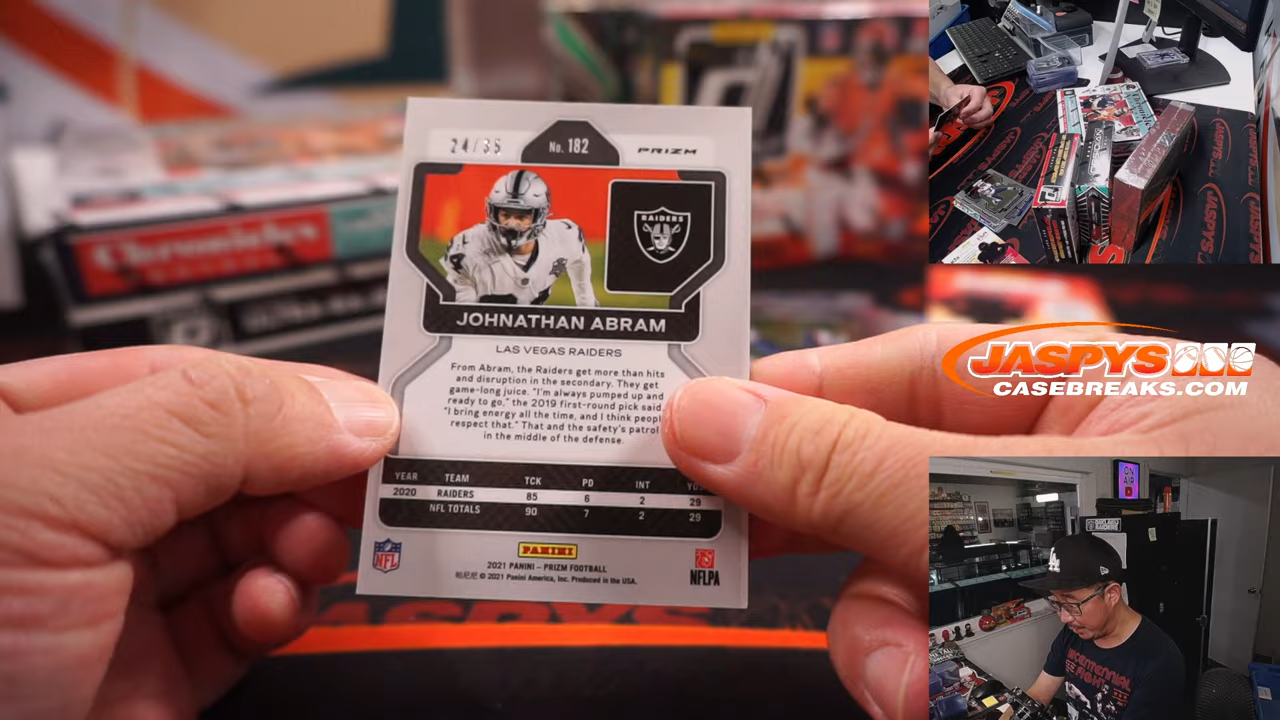 24/35
No. 182
PRIZM
RAIDERS
JOHNATHAN ABRAM
LAS VEGAS RAIDERS
From Abram, the Raiders get more than hits
and disruption in the secondary. They get
game-long juice. "I'm always pumped up and
ready to go," the 2019 first-round pick said.
"I bring energy all the time, and I think people
respect that." That and the safety's patrol
in the middle of the defense.
YEAR TEAM TCK PD INT
2020 RAIDERS 85 6 2 29
NFL TOTALS 90 7 2 29
NFL
PANINI
2021 PANINI – PRIZM FOOTBALL
© 2021 Panini America, Inc. Produced in the USA.
NFLPA
Chronicles
JASPYS
JASPYS
CASEBREAKS.COM
ON
AIR
BICENTENNIAL